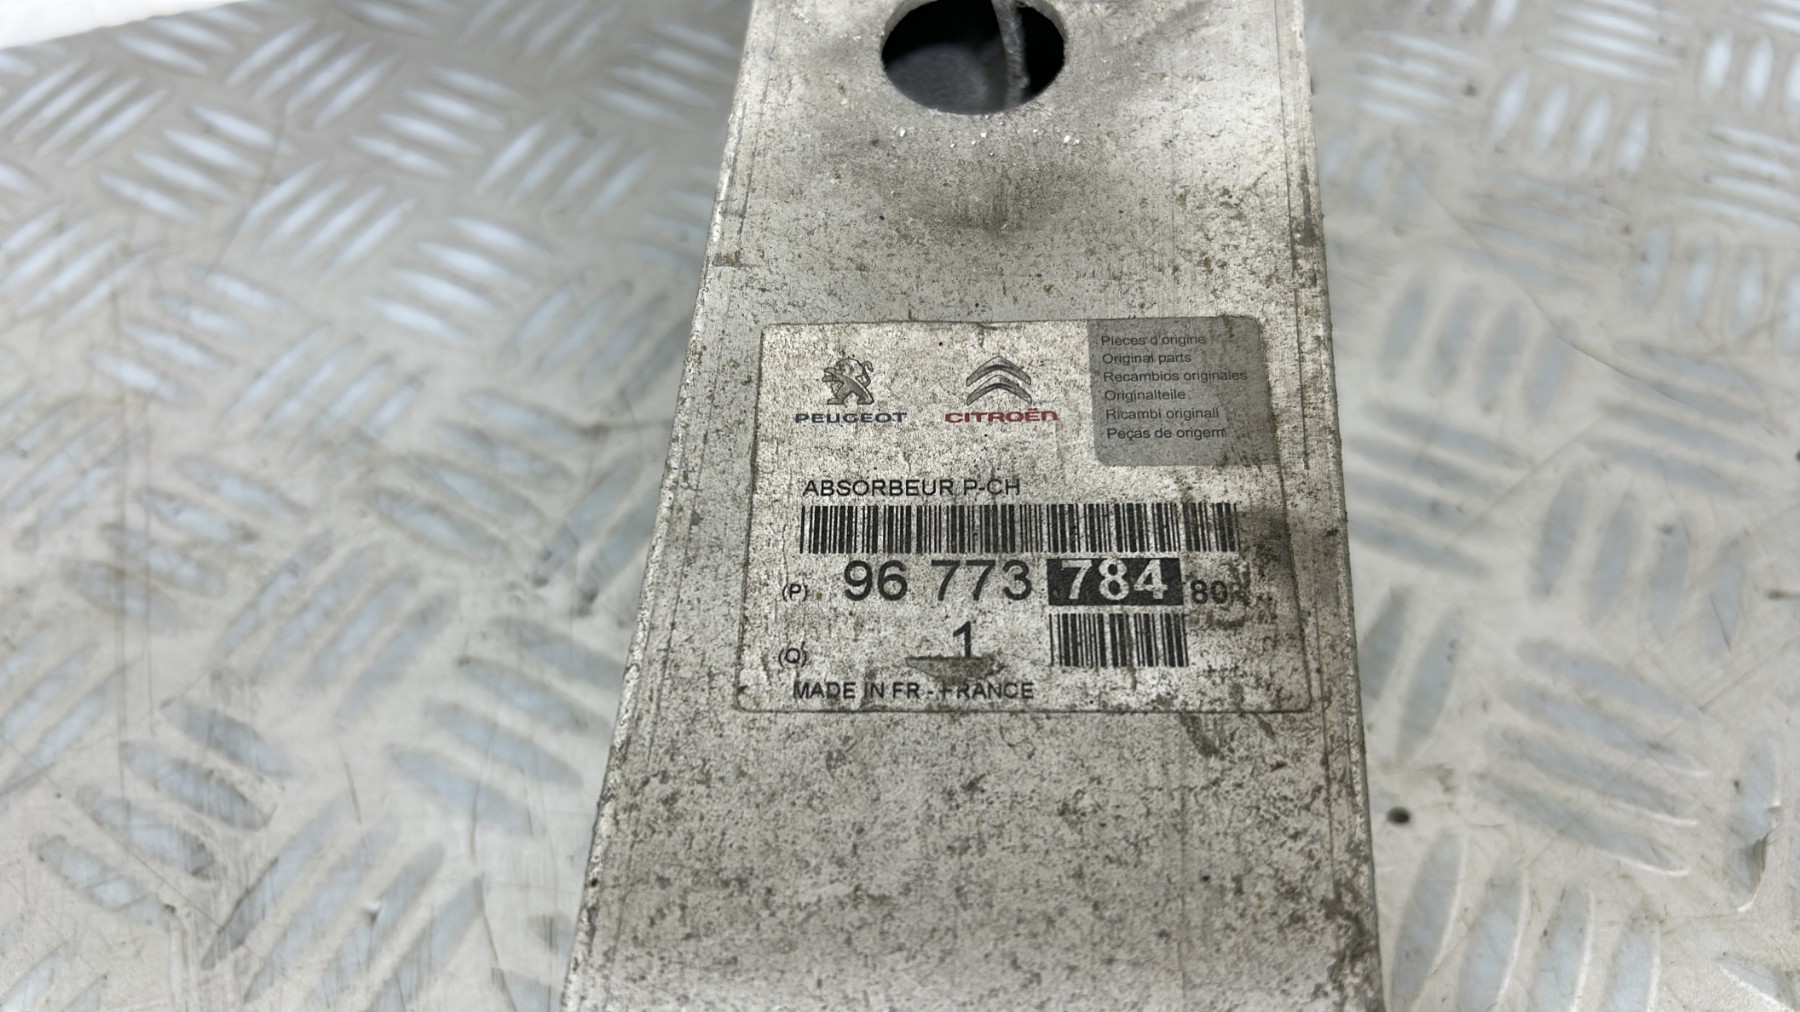 PEUGEOT
CITROËN
Pièces d'origine
Original parts
Recambios originales
Originalteile
Ricambi originali
Peças de origem
ABSORBEUR P-CH
(P) 96 773 784 80
(Q) 1
MADE IN FR - FRANCE